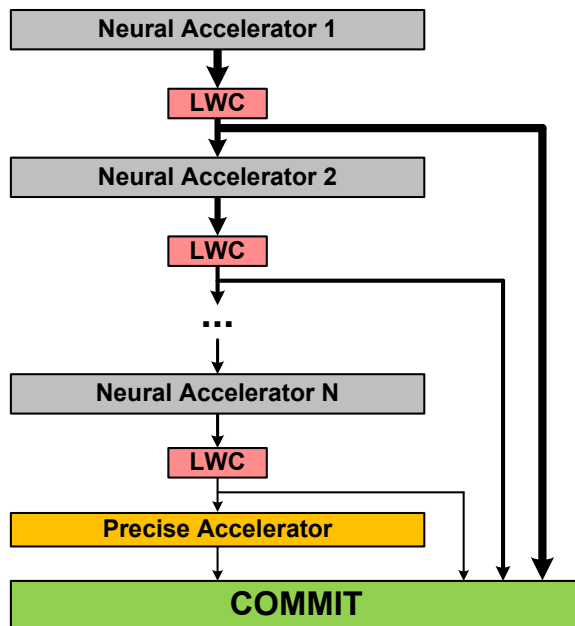 Neural Accelerator 1
LWC
Neural Accelerator 2
LWC
...
Neural Accelerator N
LWC
Precise Accelerator
COMMIT